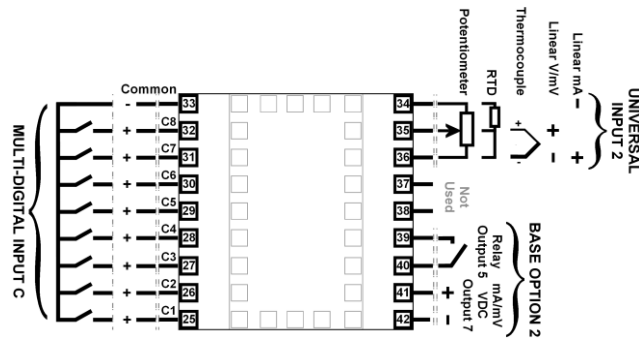 Common
MULTI-DIGITAL INPUT C
-
+
+
+
+
+
+
+
+
C8
C7
C6
C5
C4
C3
C2
C1
33
32
31
30
29
28
27
26
25
34
35
36
37
38
39
40
41
42
Potentiometer
RTD
Thermocouple
+
-
Linear V/mV
+
−
Linear mA
−
+
UNIVERSAL
INPUT 2
Not
Used
Relay
Output 5
mA/mV
VDC
Output 7
+
−
BASE OPTION 2